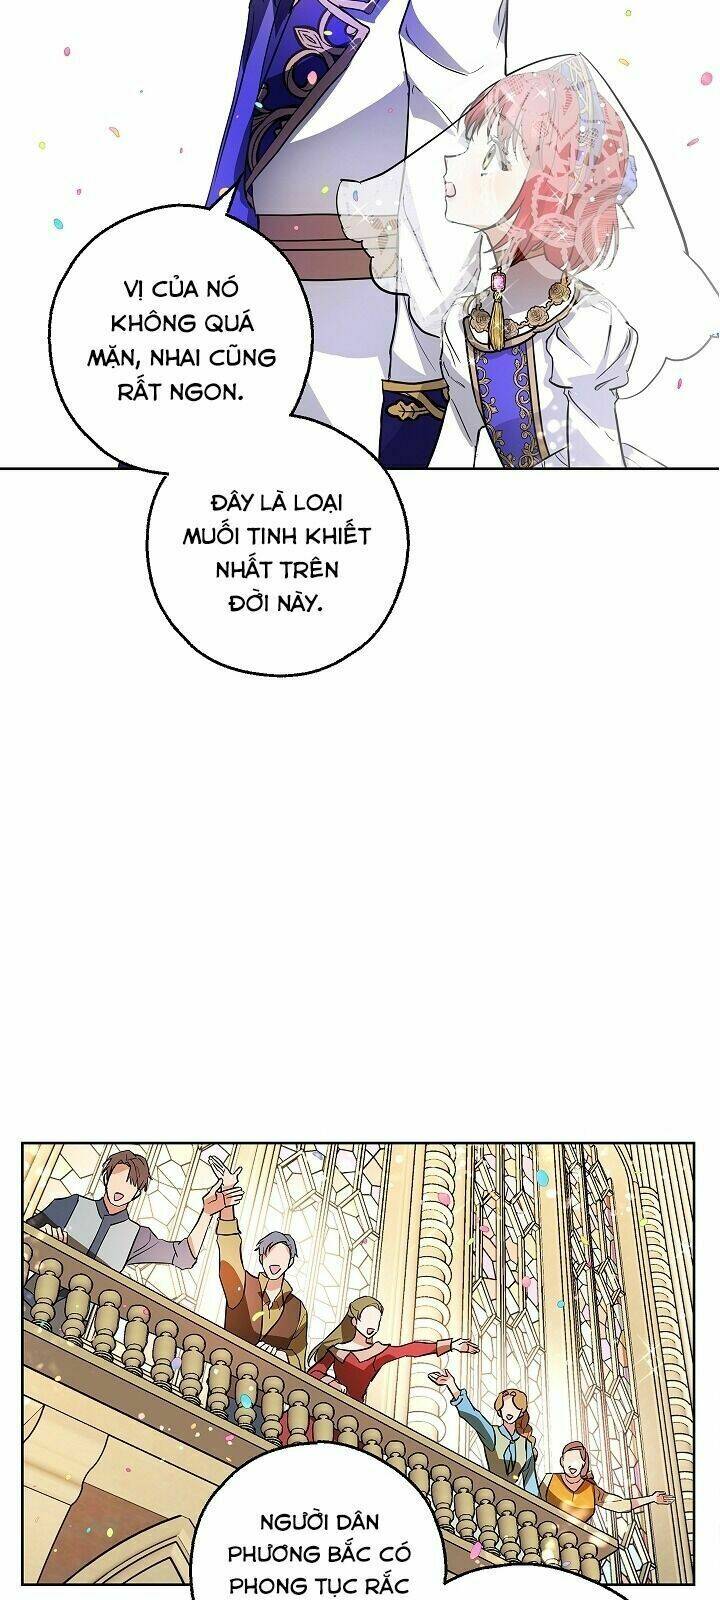 VỊ CỦA NÓ
KHÔNG QUÁ
MẶN, NHAI CŨNG
RẤT NGON.
ĐÂY LÀ LOẠI
MUỐI TINH KHIẾT
NHẤT TRÊN
ĐỜI NÀY.
NGƯỜI DÂN
PHƯƠNG BẮC CÓ
PHONG TỤC RẮC